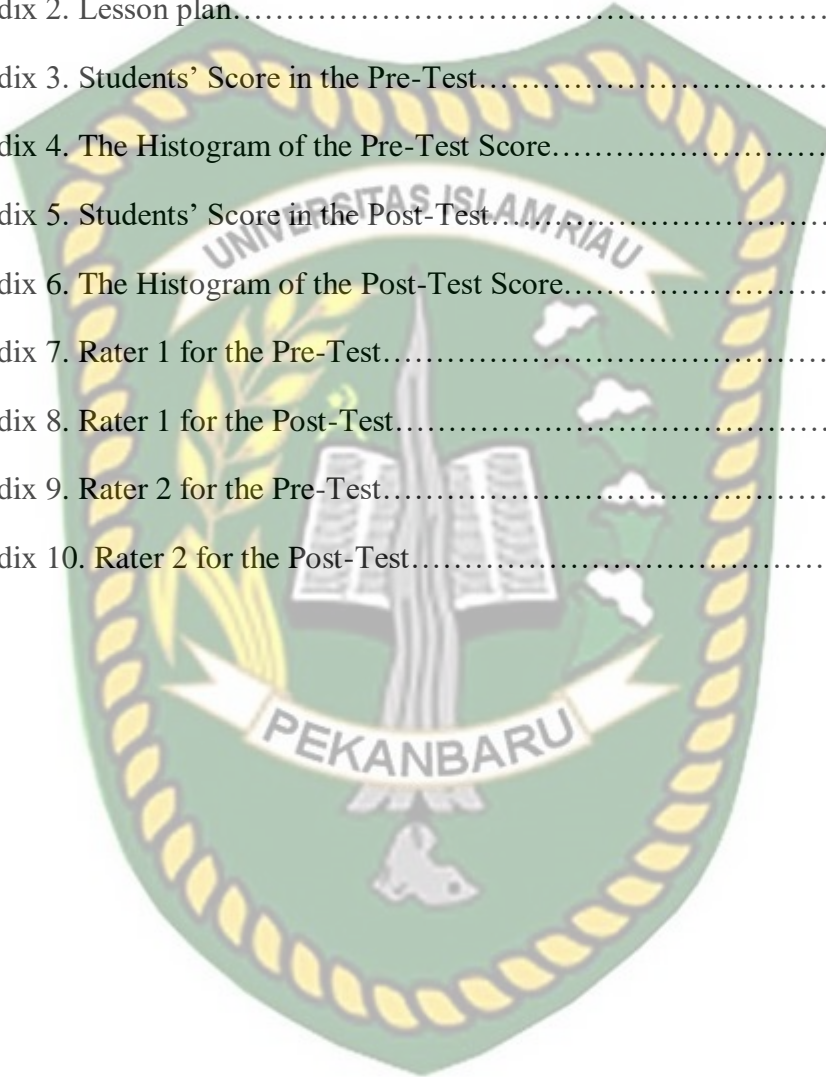 dix 2. Lesson plan………………………………………………………
dix 3. Students’ Score in the Pre-Test…………………………………
dix 4. The Histogram of the Pre-Test Score……………………………
dix 5. Students’ Score in the Post-Test…………………………………
UNIVERSITAS ISLAM RIAU
dix 6. The Histogram of the Post-Test Score……………………………
dix 7. Rater 1 for the Pre-Test……………………………………………
dix 8. Rater 1 for the Post-Test…………………………………………
dix 9. Rater 2 for the Pre-Test……………………………………………
dix 10. Rater 2 for the Post-Test…………………………………………
PEKANBARU